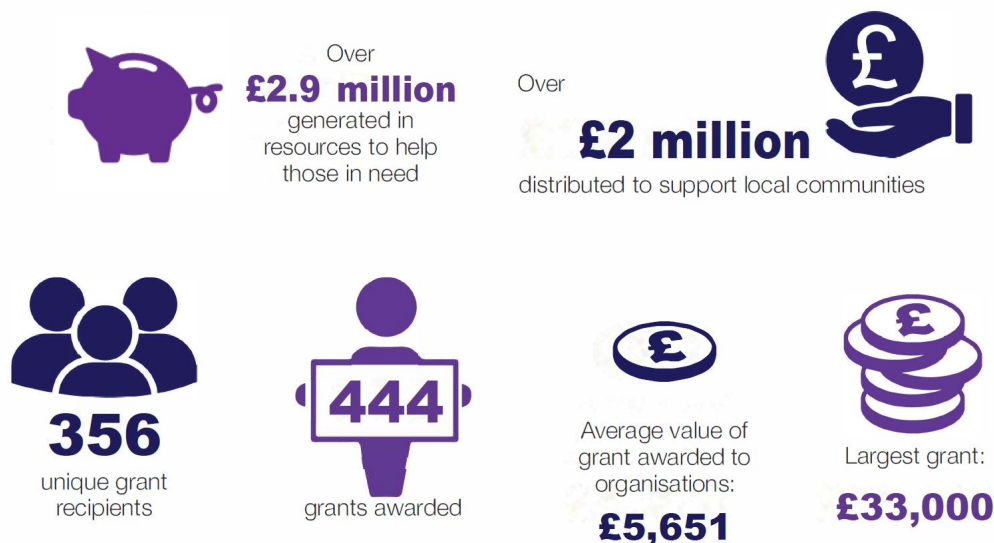 Over
£2.9 million
generated in
resources to help
those in need
Over
£2 million
distributed to support local communities
£
356
unique grant
recipients
444
grants awarded
£
Average value of
grant awarded to
organisations:
£5,651
£
Largest grant:
£33,000